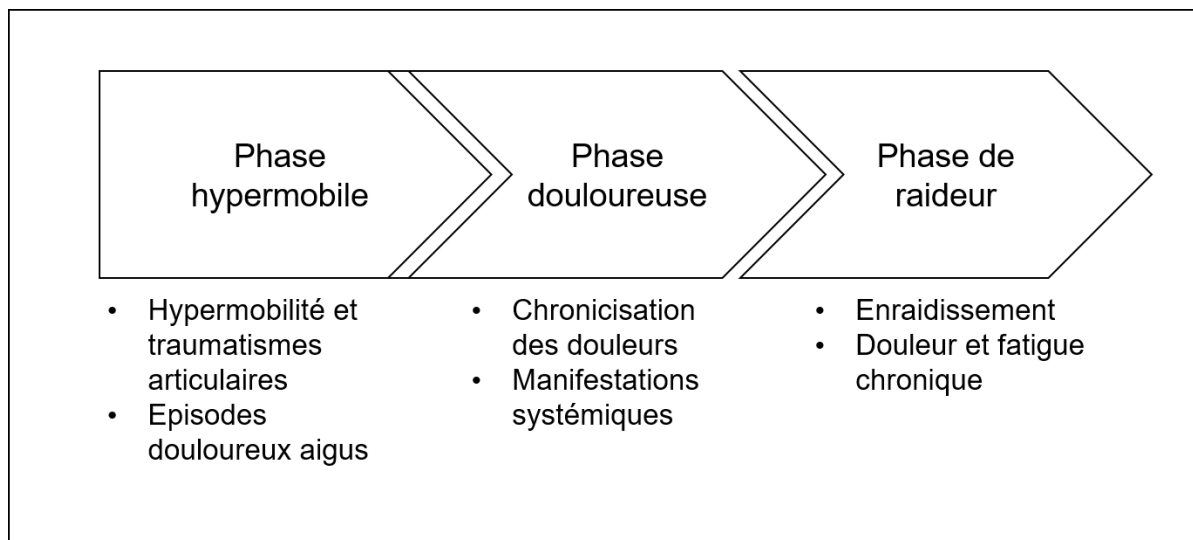 Phase
hypermobile
Phase
douloureuse
Phase de
raideur
• Hypermobilité et
traumatismes
articulaires
• Episodes
douloureux aigus
• Chronicisation
des douleurs
• Manifestations
systémiques
• Enraidissement
• Douleur et fatigue
chronique